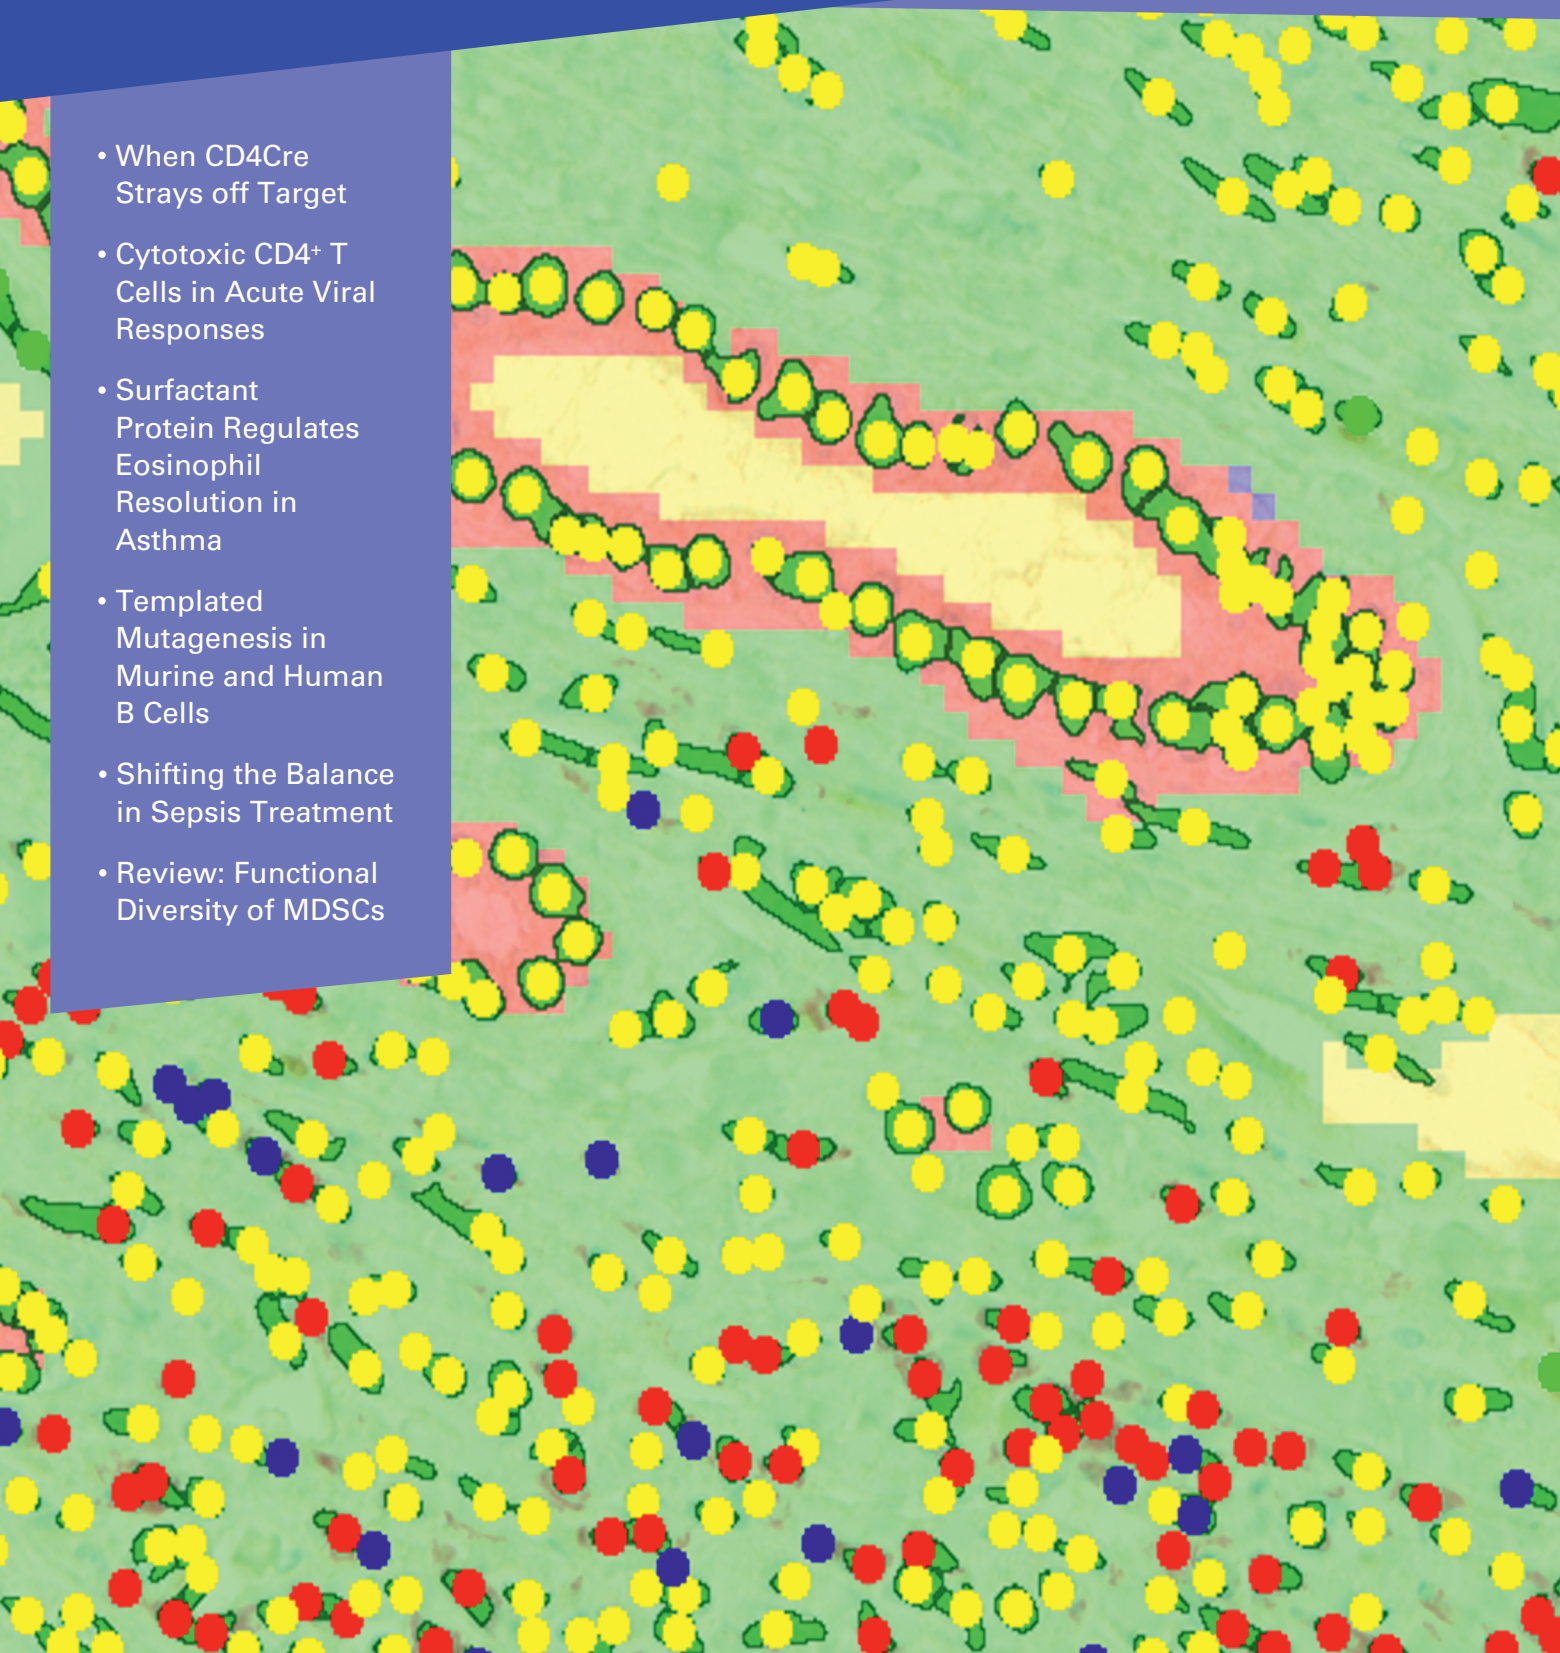 • When CD4Cre
Strays off Target
• Cytotoxic CD4⁺ T
Cells in Acute Viral
Responses
• Surfactant
Protein Regulates
Eosinophil
Resolution in
Asthma
• Templated
Mutagenesis in
Murine and Human
B Cells
• Shifting the Balance
in Sepsis Treatment
• Review: Functional
Diversity of MDSCs